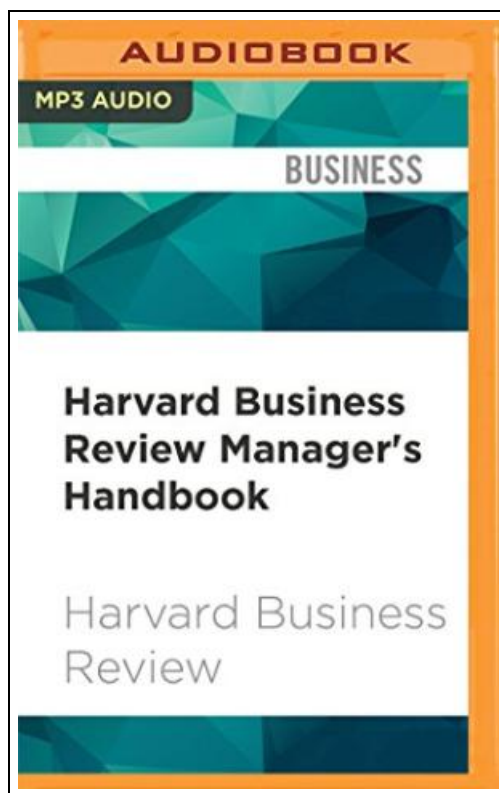 AUDIOBOOK
MP3 AUDIO
BUSINESS
Harvard Business
Review Manager's
Handbook
Harvard Business
Review